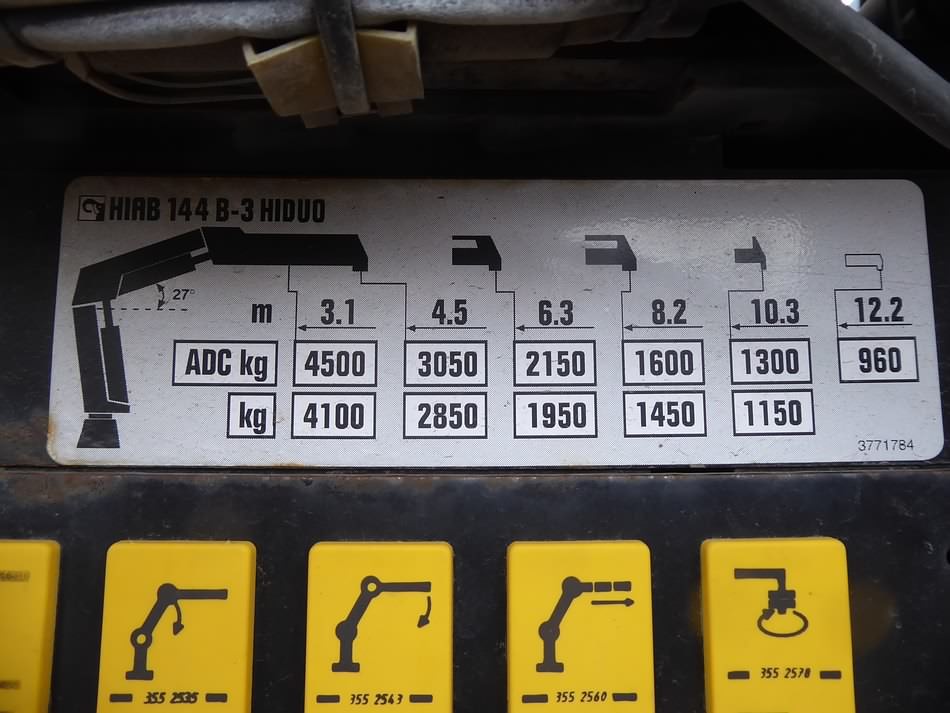 HIAB 144 B-3 HIDUO
27°
m 3.1 4.5 6.3 8.2 10.3 12.2
ADC kg 4500 3050 2150 1600 1300 960
kg 4100 2850 1950 1450 1150
3771784
355 2535 355 2543 355 2560 355 2578